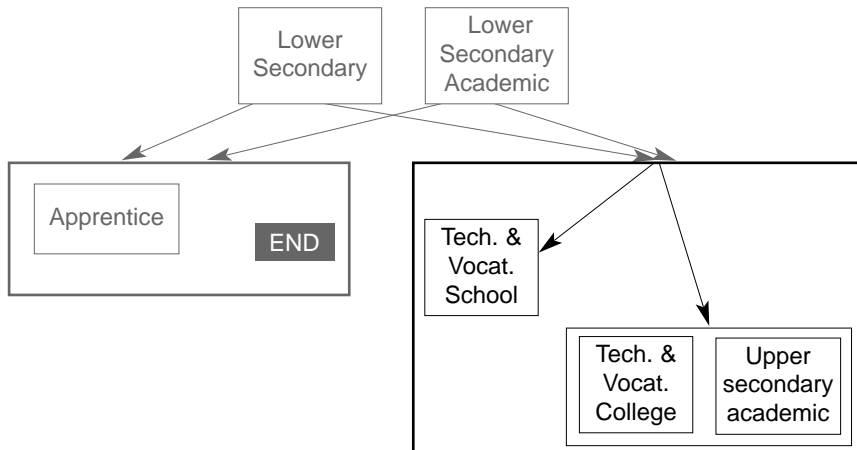 Lower
Secondary
Lower
Secondary
Academic
Apprentice
END
Tech. &
Vocat.
School
Tech. &
Vocat.
College
Upper
secondary
academic